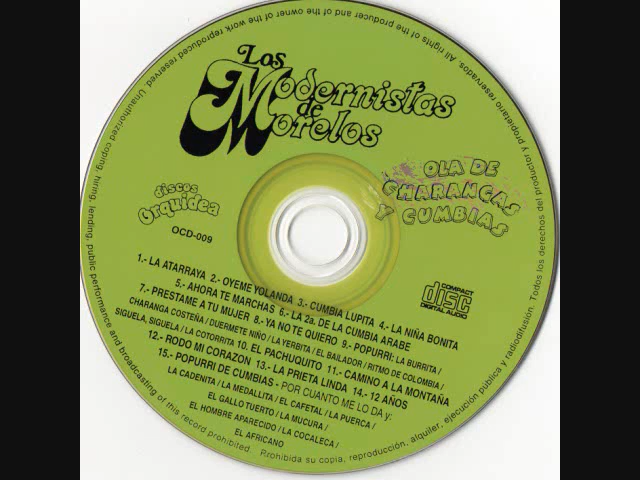 Los
Modernistas
de
Morelos
OLA DE
CHARANGAS
Y CUMBIAS
discos
Orquidea
OCD-009
COMPACT
disc
DIGITAL AUDIO
1.- LA ATARRAYA 2.- OYEME YOLANDA 3.- CUMBIA LUPITA 4.- LA NIÑA BONITA
5.- AHORA TE MARCHAS 6.- LA 2a. DE LA CUMBIA ARABE
7.- PRESTAME A TU MUJER 8.- YA NO TE QUIERO 9.- POPURRI: LA BURRITA /
CHARANGA COSTEÑA / DUERMETE NIÑO / LA YERBITA / EL BAILADOR / RITMO DE COLOMBIA /
SIGUELA, SIGUELA / LA COTORRITA 10. EL PACHUQUITO 11.- CAMINO A LA MONTAÑA
12.- RODO MI CORAZON 13.- LA PRIETA LINDA 14.- 12 AÑOS
15.- POPURRI DE CUMBIAS - POR CUANTO ME LO DA y:
LA CADENITA / LA MEDALLITA / EL CAFETAL / LA PUERCA /
EL GALLO TUERTO / LA MUCURA /
EL HOMBRE APARECIDO / LA COCALECA /
EL AFRICANO
All rights of the producer and of the owner of the work reproduced reserved. Unauthorized coping, hiring, lending, public performance and broadcasting of this record prohibited. Prohibida su copia, reproducción, alquiler, ejecución pública y radiodifusión. Todos los derechos del productor y propietario reservados.